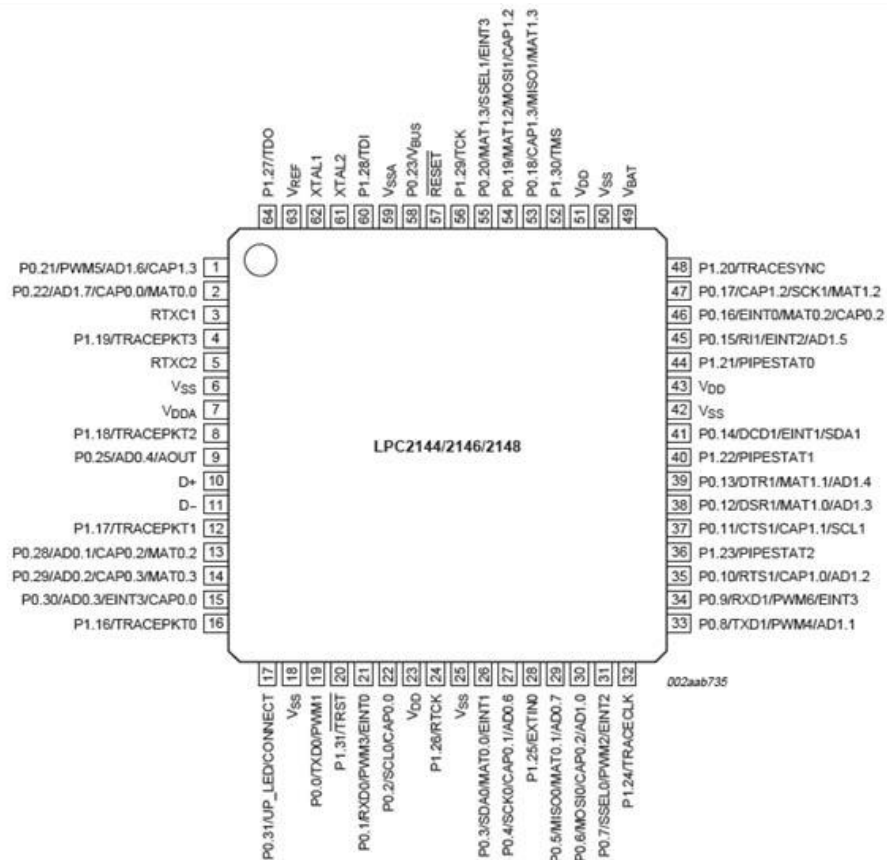 P1.27/TDO
VREF
XTAL1
XTAL2
P1.28/TDI
VSSA
P0.23/VBUS
RESET
P1.29/TCK
P0.20/MAT1.3/SSEL1/EINT3
P0.19/MAT1.2/MOSI1/CAP1.2
P0.18/CAP1.3/MISO1/MAT1.3
P1.30/TMS
VDD
VSS
VBAT
64 63 62 61 60 59 58 57 56 55 54 53 52 51 50 49
P0.21/PWM5/AD1.6/CAP1.3 1
P0.22/AD1.7/CAP0.0/MAT0.0 2
RTXC1 3
P1.19/TRACEPKT3 4
RTXC2 5
VSS 6
VDDA 7
P1.18/TRACEPKT2 8
P0.25/AD0.4/AOUT 9
D+ 10
D− 11
P1.17/TRACEPKT1 12
P0.28/AD0.1/CAP0.2/MAT0.2 13
P0.29/AD0.2/CAP0.3/MAT0.3 14
P0.30/AD0.3/EINT3/CAP0.0 15
P1.16/TRACEPKT0 16
LPC2144/2146/2148
48 P1.20/TRACESYNC
47 P0.17/CAP1.2/SCK1/MAT1.2
46 P0.16/EINT0/MAT0.2/CAP0.2
45 P0.15/RI1/EINT2/AD1.5
44 P1.21/PIPESTAT0
43 VDD
42 VSS
41 P0.14/DCD1/EINT1/SDA1
40 P1.22/PIPESTAT1
39 P0.13/DTR1/MAT1.1/AD1.4
38 P0.12/DSR1/MAT1.0/AD1.3
37 P0.11/CTS1/CAP1.1/SCL1
36 P1.23/PIPESTAT2
35 P0.10/RTS1/CAP1.0/AD1.2
34 P0.9/RXD1/PWM6/EINT3
33 P0.8/TXD1/PWM4/AD1.1
17 18 19 20 21 22 23 24 25 26 27 28 29 30 31 32
002aab735
P0.31/UP_LED/CONNECT
VSS
P0.0/TXD0/PWM1
P1.31/TRST
P0.1/RXD0/PWM3/EINT0
P0.2/SCL0/CAP0.0
VDD
P1.26/RTCK
VSS
P0.3/SDA0/MAT0.0/EINT1
P0.4/SCK0/CAP0.1/AD0.6
P1.25/EXTIN0
P0.5/MISO0/MAT0.1/AD0.7
P0.6/MOSI0/CAP0.2/AD1.0
P0.7/SSEL0/PWM2/EINT2
P1.24/TRACECLK